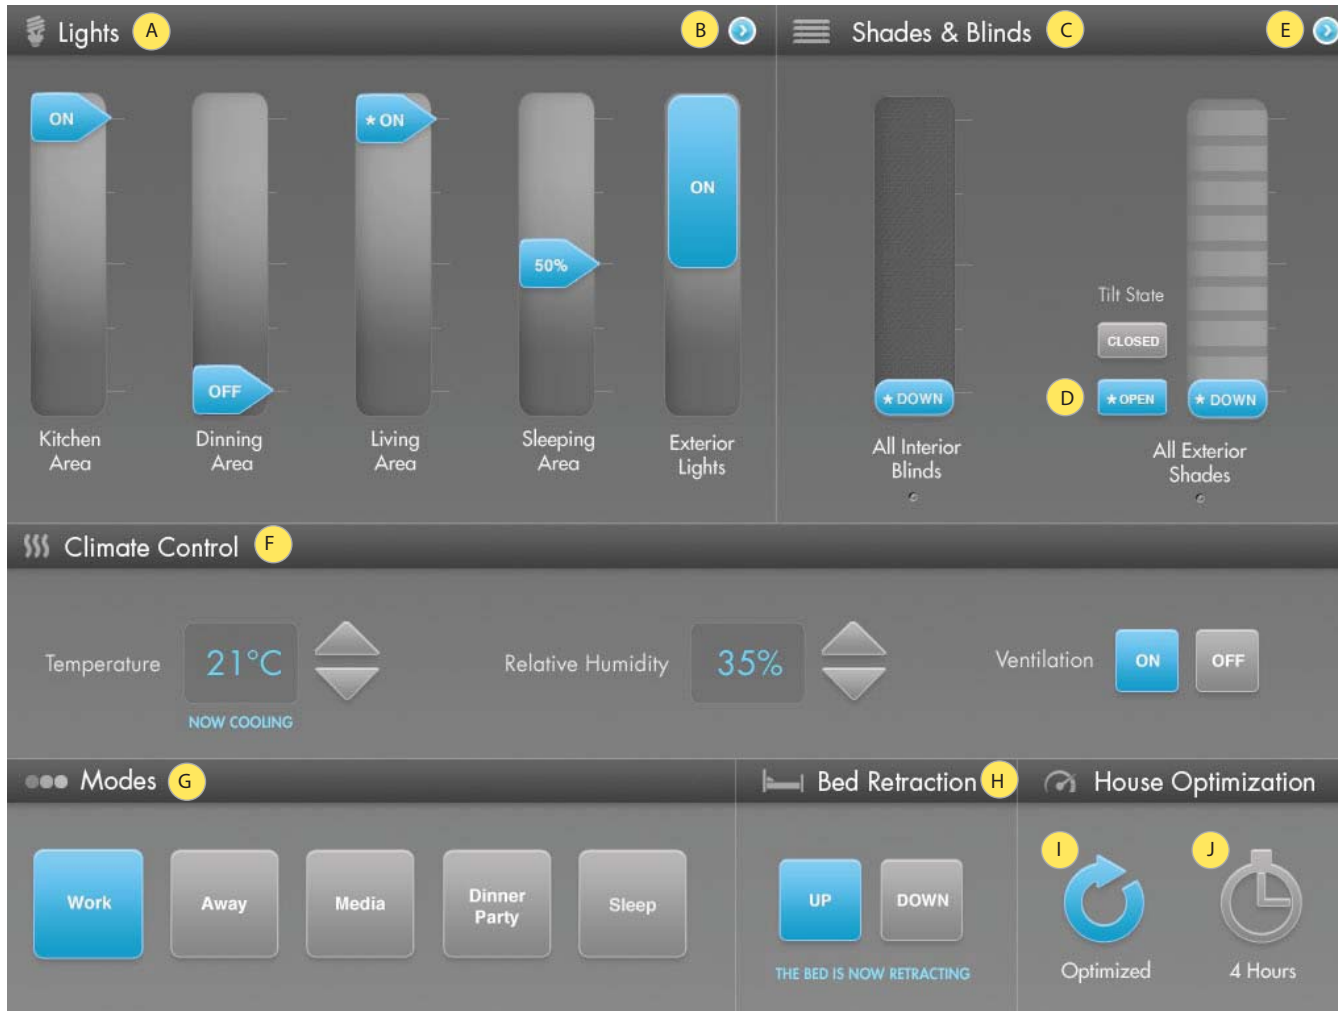 Lights A
B
Shades & Blinds C
E
ON
* ON
ON
50%
OFF
Tilt State
CLOSED
D
* OPEN
* DOWN
* DOWN
Kitchen
Area
Dinning
Area
Living
Area
Sleeping
Area
Exterior
Lights
All Interior
Blinds
All Exterior
Shades
Climate Control F
Temperature
21°C
NOW COOLING
Relative Humidity
35%
Ventilation
ON
OFF
Modes G
Work
Away
Media
Dinner
Party
Sleep
Bed Retraction H
UP
DOWN
THE BED IS NOW RETRACTING
House Optimization
I
J
Optimized
4 Hours